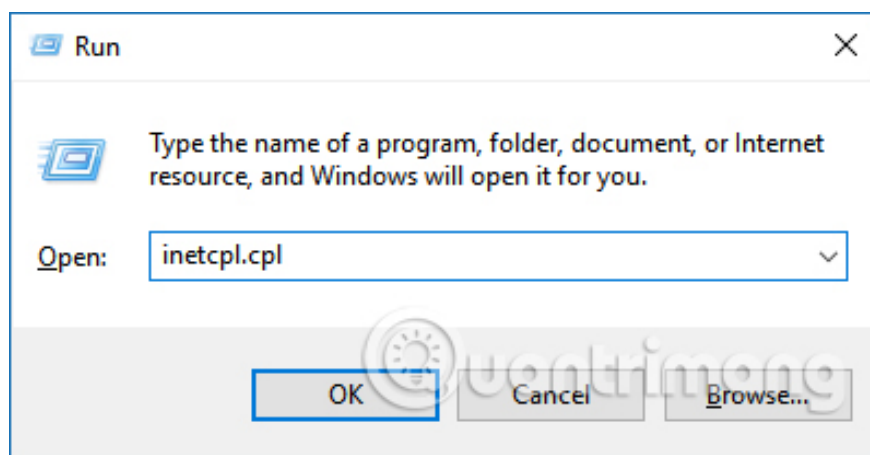 Run
Type the name of a program, folder, document, or Internet
resource, and Windows will open it for you.
Open: inetcpl.cpl
Quantrimang
OK Cancel Browse...